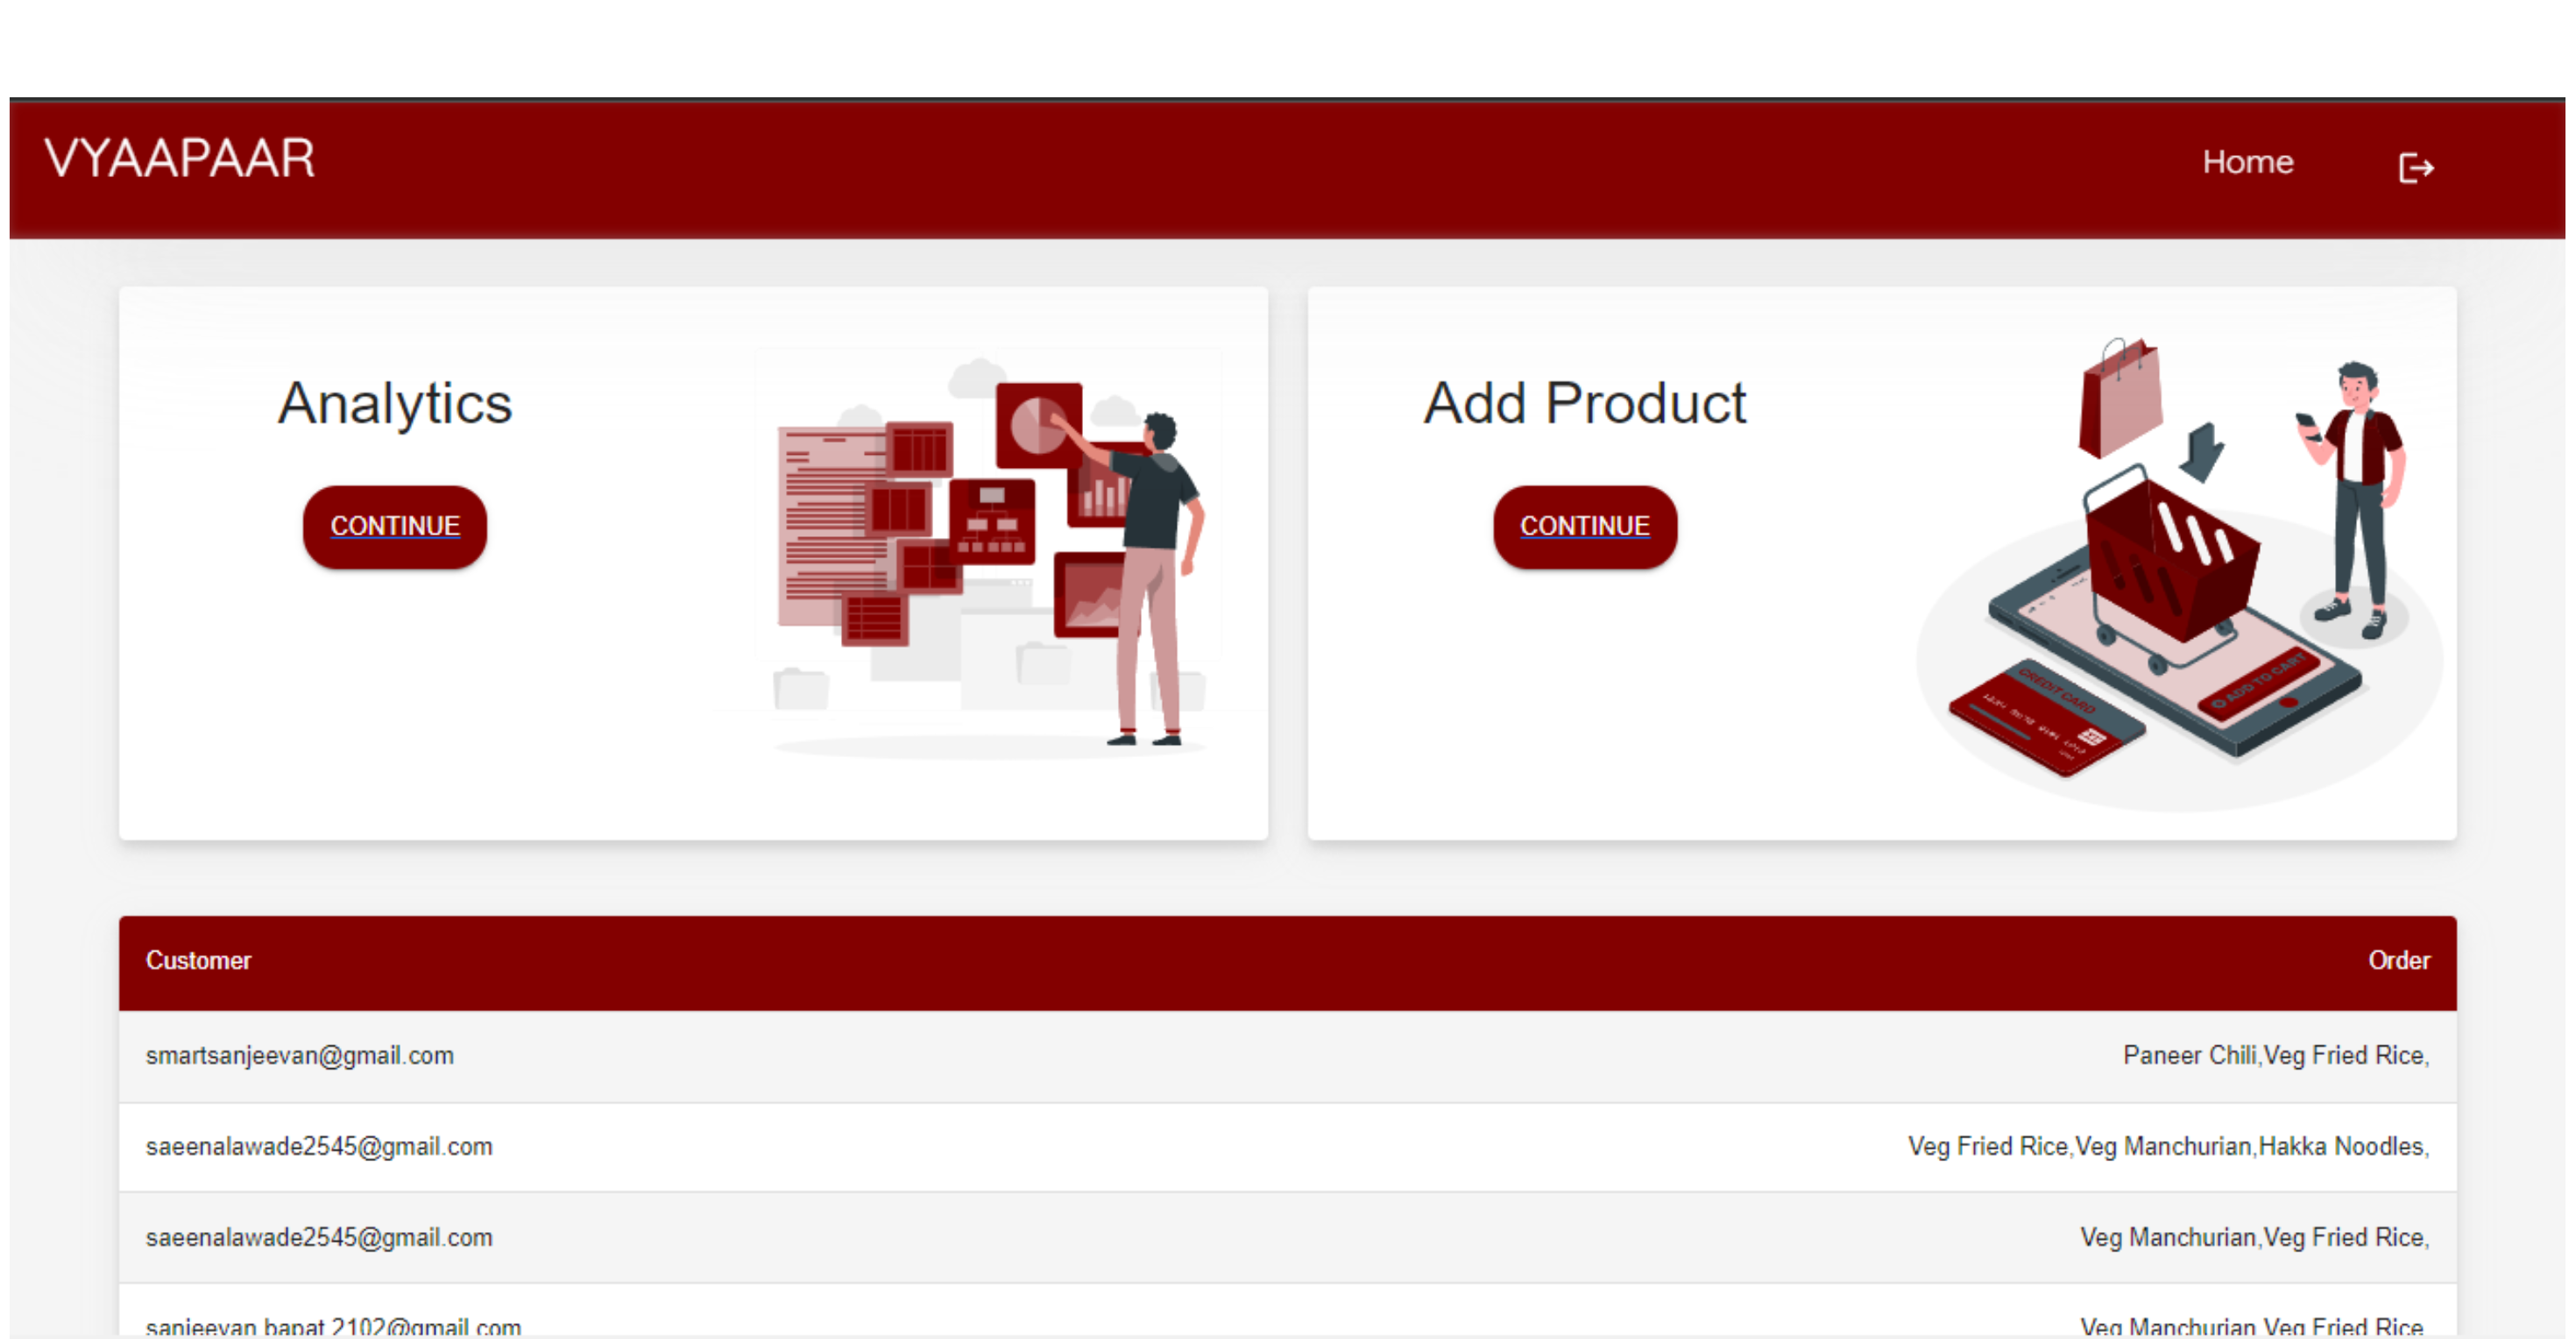 VYAAPAAR
Home
Analytics
CONTINUE
Add Product
CONTINUE
CREDIT CARD
ADD TO CART
Customer Order
smartsanjeevan@gmail.com Paneer Chili,Veg Fried Rice,
saeenalawade2545@gmail.com Veg Fried Rice,Veg Manchurian,Hakka Noodles,
saeenalawade2545@gmail.com Veg Manchurian,Veg Fried Rice,
sanjeevan.bapat.2102@gmail.com Veg Manchurian,Veg Fried Rice,